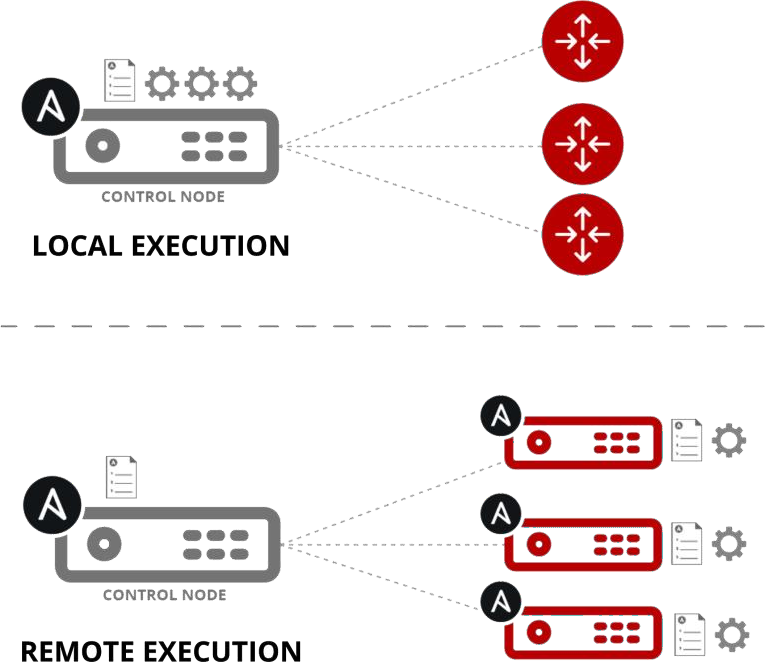 CONTROL NODE
LOCAL EXECUTION
CONTROL NODE
REMOTE EXECUTION